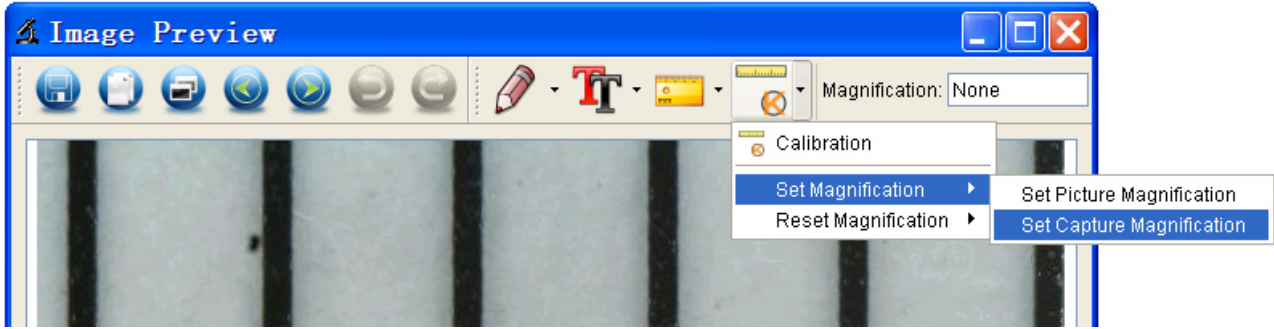 Image Preview
Magnification: None
Calibration
Set Magnification
Reset Magnification
Set Picture Magnification
Set Capture Magnification